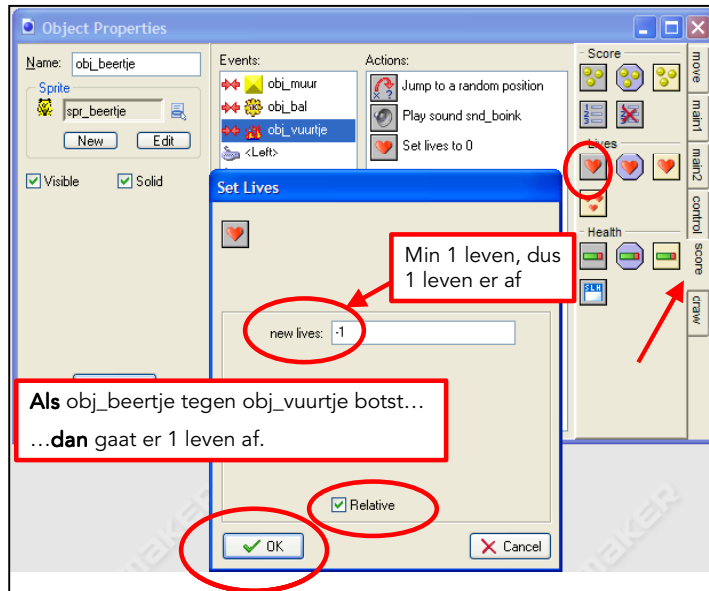 Object Properties
Name: obj_beertje
Sprite
spr_beertje
New Edit
Visible Solid
Events:
obj_muur
obj_bal
obj_vuurtje
<Left>
Actions:
Jump to a random position
Play sound snd_boink
Set lives to 0
Score
Lives
Health
SLH
move
main1
main2
control
score
draw
Set Lives
Min 1 leven, dus
1 leven er af
new lives: -1
Als obj_beertje tegen obj_vuurtje botst…
…dan gaat er 1 leven af.
Relative
OK Cancel